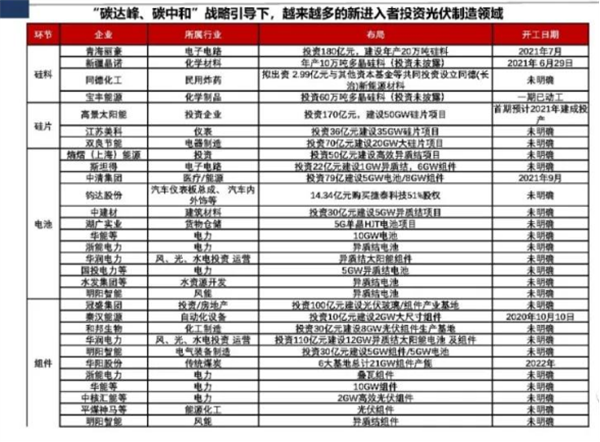 “碳达峰、碳中和”战略引导下，越来越多的新进入者投资光伏制造领域
环节 企业 所属行业 布局 开工日期
硅料 青海丽豪 电子电路 投资180亿元，建设年产20万吨硅料 2021年7月
新疆晶诺 化学材料 年产10万吨多晶硅料（投资未披露） 2021年 6月29日
同德化工 民用炸药 拟出资 2.99亿元与其他资本基金等共同投资设立同德(长治)新能源材料 未明确
宝丰能源 化学制品 投资60万吨多晶硅料（投资未披露） 一期已动工
硅片 高景太阳能 投资企业 投资170亿元，建设50GW硅片项目 首期预计2021年建成投产
江苏美科 仪表 投资36亿元建设35GW硅片项目 未明确
双良节能 电器制造 投资70亿元建设20GW大硅片项目 未明确
电池 熵熠（上海）能源 投资 投资50亿元建设高效异质结项目 未明确
斯坦得 电子电路 投资22亿元建设1GW异质结，6GW组件 未明确
中清集团 医疗/能源 投资79亿元建设5GW电池/8GW组件 2021年9月
钧达股份 汽车仪表板总成、 汽车内外饰等 14.34亿元购买捷泰科技51%股权 未明确
中建材 建筑材料 投资30亿元建设5GW异质结项目 未明确
湖广实业 货物仓储 5G单晶HJT电池项目 未明确
华能等 电力 10GW电池 未明确
浙能电力 电力 异质结电池 未明确
华润电力 风、光、水电投资 运营 异质结太阳能组件 未明确
国投电力等 电力 5GW异质结电池 未明确
水发集团等 水资源开发 异质结电池 未明确
明阳智能 风能 异质结电池 未明确
组件 冠盛集团 投资/房地产 投资100亿元建设光伏玻璃/组件产业基地 未明确
秦汉能源 自动化设备 投资10亿元建设2GW大尺寸组件 2020年10月10日
和邦生物 化工制造 投资30亿元建设8GW光伏组件生产基地 未明确
华润电力 风、光、水电投资 运营 投资110亿元建设12GW异质结太阳能电池 及组件 未明确
明阳智能 电气装备制造 投资30亿元建设5GW组件/5GW电池 未明确
华阳股份 传统煤炭 6大基地总计21GW组件产能 2022年
浙能电力 电力 叠瓦组件 未明确
华能等 电力 10GW组件 未明确
中核汇能等 电力 2GW高效光伏组件 未明确
平煤神马等 能源化工 光伏组件 未明确
明阳智能 风能 异质结组件 未明确